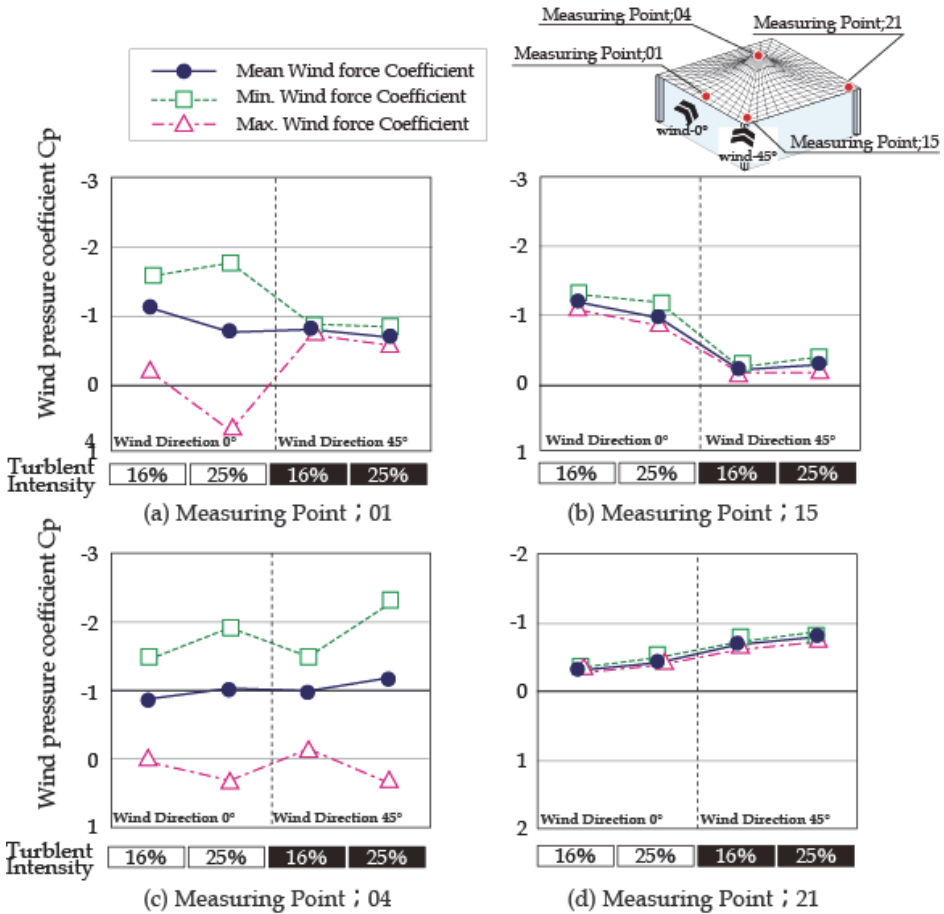 Mean Wind force Coefficient
Min. Wind force Coefficient
Max. Wind force Coefficient
Measuring Point;04
Measuring Point;21
Measuring Point;01
Measuring Point;15
wind-0°
wind-45°
Wind pressure coefficient Cp
-3
-2
-1
0
4
1
Wind Direction 0°
Wind Direction 45°
Turblent
Intensity
16%
25%
16%
25%
(a) Measuring Point ; 01
-3
-2
-1
0
1
Wind Direction 0°
Wind Direction 45°
16%
25%
16%
25%
(b) Measuring Point ; 15
Wind pressure coefficient Cp
-3
-2
-1
0
1
Wind Direction 0°
Wind Direction 45°
Turblent
Intensity
16%
25%
16%
25%
(c) Measuring Point ; 04
-2
-1
0
1
2
Wind Direction 0°
Wind Direction 45°
16%
25%
16%
25%
(d) Measuring Point ; 21